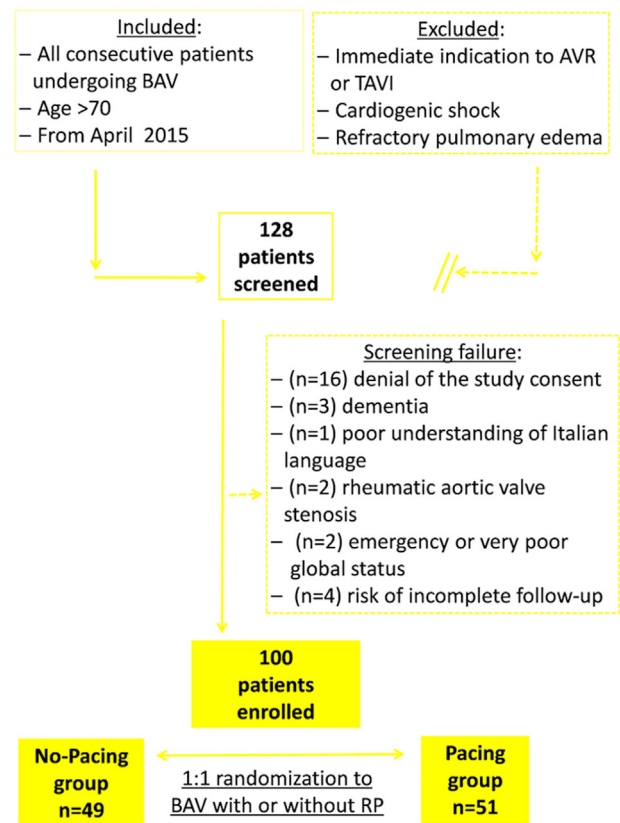 Included:
– All consecutive patients
undergoing BAV
– Age >70
– From April 2015
Excluded:
– Immediate indication to AVR
or TAVI
– Cardiogenic shock
– Refractory pulmonary edema
128
patients
screened
Screening failure:
– (n=16) denial of the study consent
– (n=3) dementia
– (n=1) poor understanding of Italian
language
– (n=2) rheumatic aortic valve
stenosis
– (n=2) emergency or very poor
global status
– (n=4) risk of incomplete follow-up
100
patients
enrolled
No-Pacing
group
n=49
1:1 randomization to
BAV with or without RP
Pacing
group
n=51